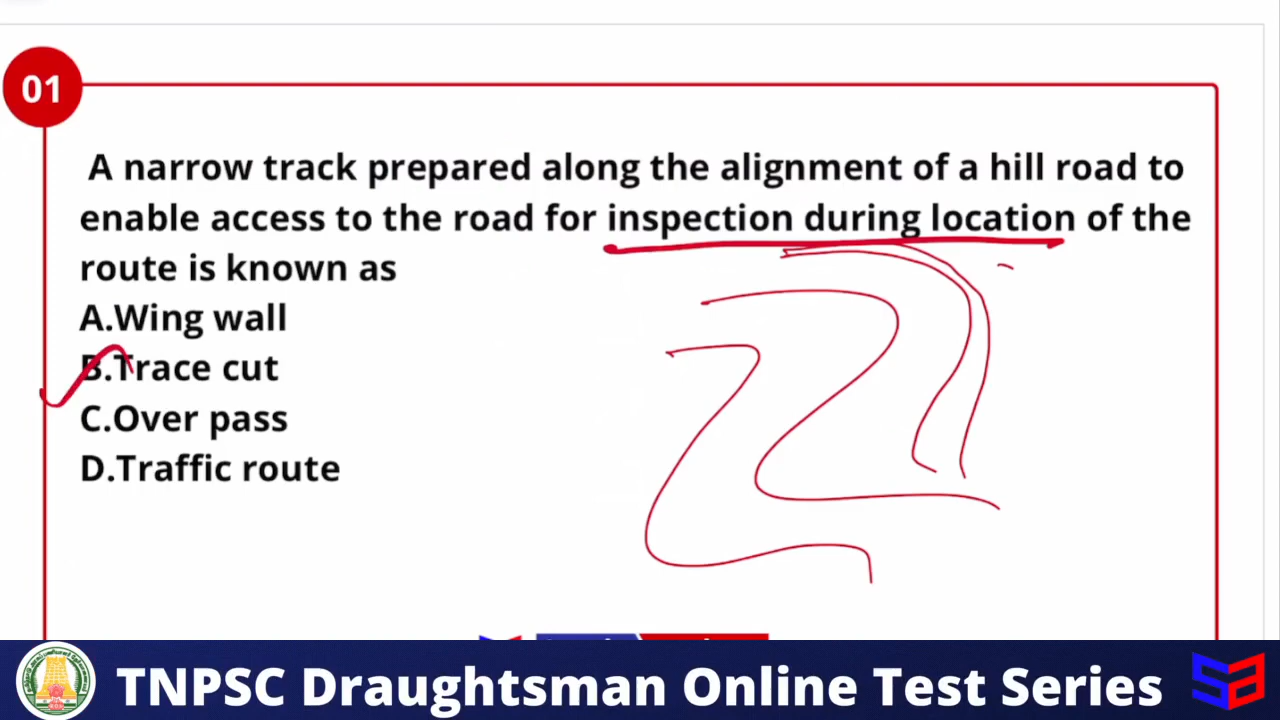 01
A narrow track prepared along the alignment of a hill road to
enable access to the road for inspection during location of the
route is known as
A.Wing wall
B.Trace cut
C.Over pass
D.Traffic route
TNPSC Draughtsman Online Test Series